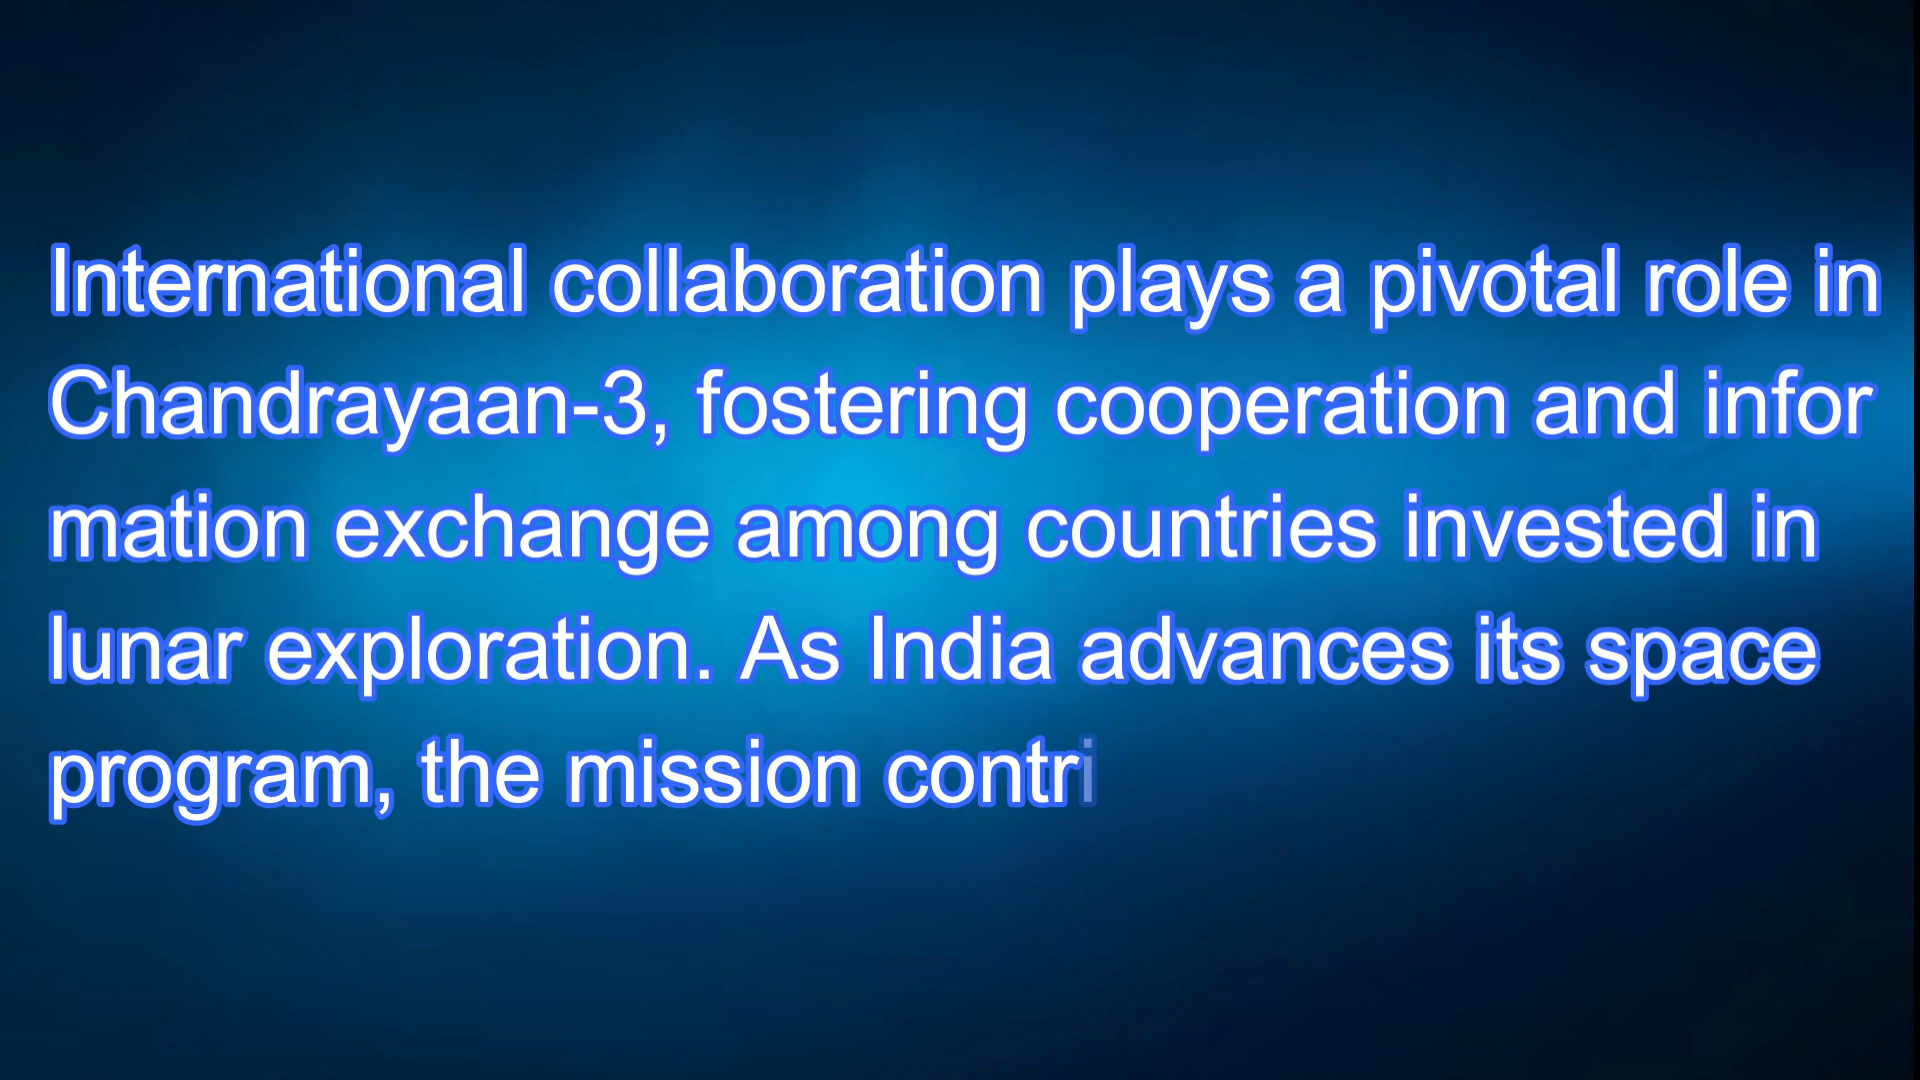 International collaboration plays a pivotal role in
Chandrayaan-3, fostering cooperation and infor
mation exchange among countries invested in
lunar exploration. As India advances its space
program, the mission contri